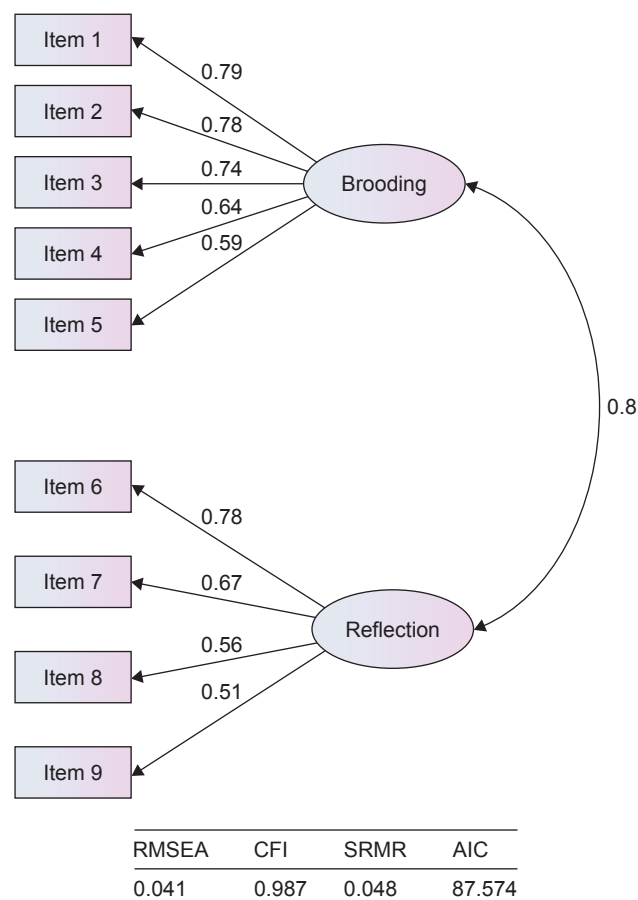 Item 1
0.79
Item 2
0.78
Item 3
0.74
Brooding
0.64
Item 4
0.59
Item 5
0.8
Item 6
0.78
Item 7
0.67
Reflection
0.56
Item 8
0.51
Item 9
RMSEA CFI SRMR AIC
0.041 0.987 0.048 87.574